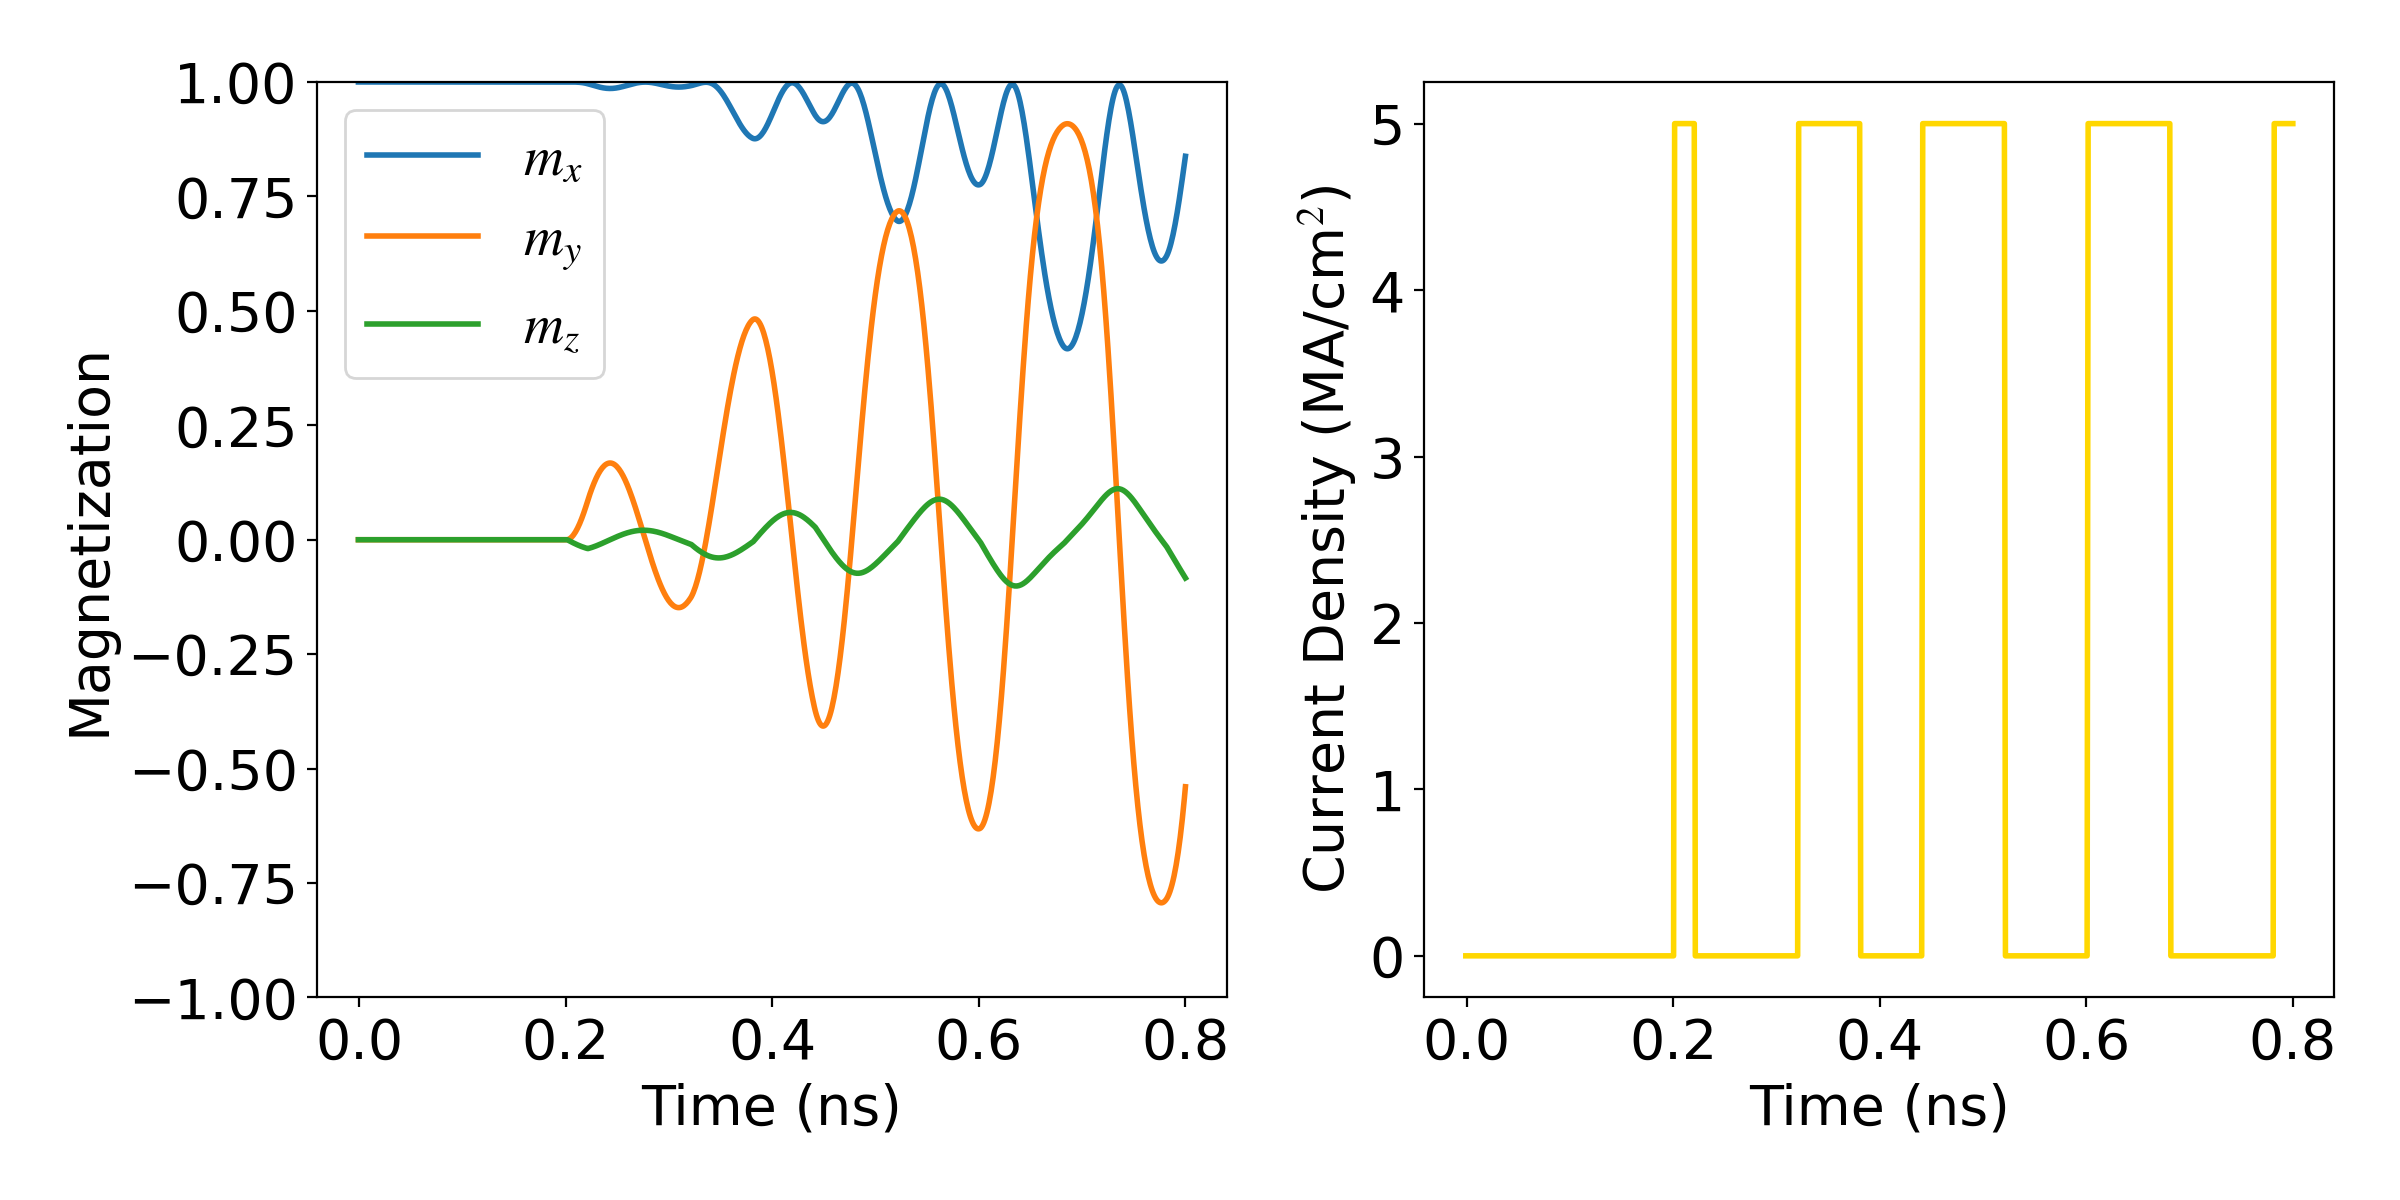 1.00
0.75
0.50
0.25
0.00
−0.25
−0.50
−0.75
−1.00
Magnetization
m_x
m_y
m_z
0.0 0.2 0.4 0.6 0.8
Time (ns)
5
4
3
2
1
0
Current Density (MA/cm²)
0.0 0.2 0.4 0.6 0.8
Time (ns)